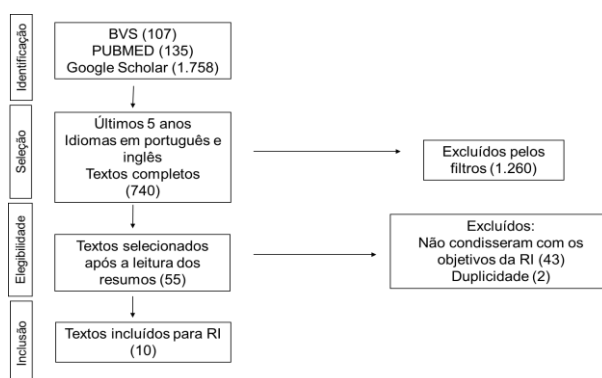 Identificação
BVS (107)
PUBMED (135)
Google Scholar (1.758)
Seleção
Últimos 5 anos
Idiomas em português e
inglês
Textos completos
(740)
Excluídos pelos
filtros (1.260)
Elegibilidade
Textos selecionados
após a leitura dos
resumos (55)
Excluídos:
Não condisseram com os
objetivos da RI (43)
Duplicidade (2)
Inclusão
Textos incluídos para RI
(10)